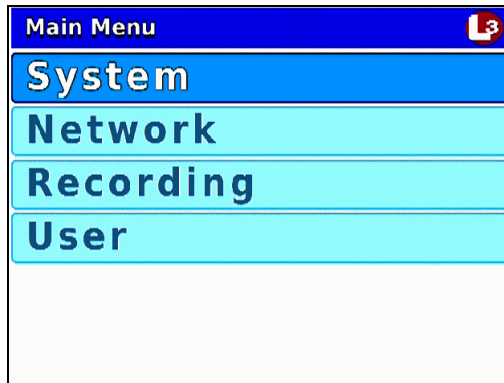 Main Menu
L3
System
Network
Recording
User